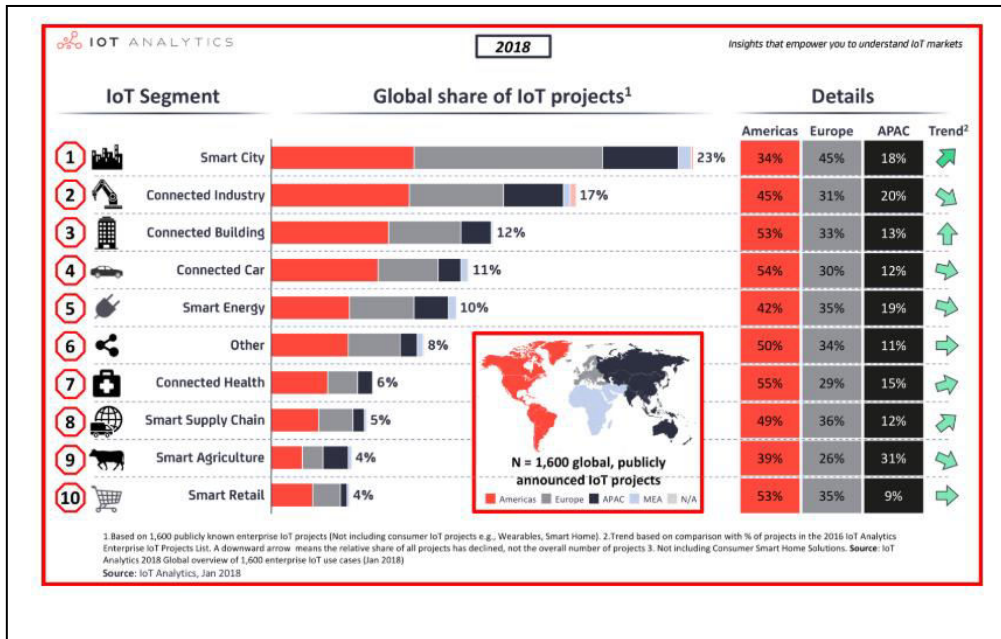 IOT ANALYTICS
2018
Insights that empower you to understand IoT markets
IoT Segment
Global share of IoT projects1
Details
Americas Europe APAC Trend2
1 Smart City 23% 34% 45% 18%
2 Connected Industry 17% 45% 31% 20%
3 Connected Building 12% 53% 33% 13%
4 Connected Car 11% 54% 30% 12%
5 Smart Energy 10% 42% 35% 19%
6 Other 8% 50% 34% 11%
7 Connected Health 6% 55% 29% 15%
8 Smart Supply Chain 5% 49% 36% 12%
9 Smart Agriculture 4% 39% 26% 31%
10 Smart Retail 4% 53% 35% 9%
N = 1,600 global, publicly
announced IoT projects
Americas Europe APAC MEA N/A
1.Based on 1,600 publicly known enterprise IoT projects (Not including consumer IoT projects e.g., Wearables, Smart Home). 2.Trend based on comparison with % of projects in the 2016 IoT Analytics
Enterprise IoT Projects List. A downward arrow means the relative share of all projects has declined, not the overall number of projects 3. Not including Consumer Smart Home Solutions. Source: IoT
Analytics 2018 Global overview of 1,600 enterprise IoT use cases (Jan 2018)
Source: IoT Analytics, Jan 2018